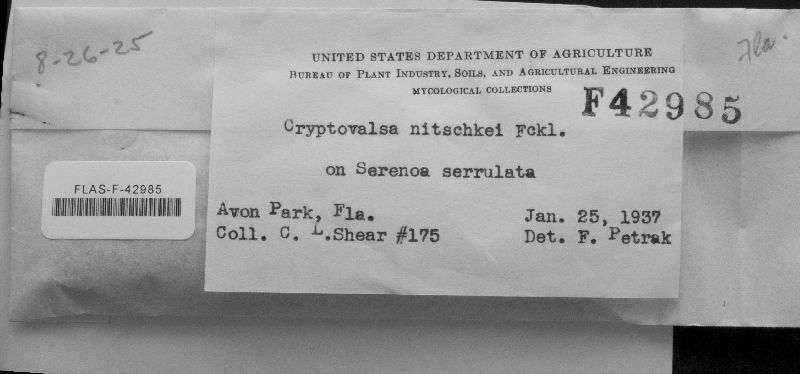 8-26-25
Fla.
UNITED STATES DEPARTMENT OF AGRICULTURE
BUREAU OF PLANT INDUSTRY, SOILS, AND AGRICULTURAL ENGINEERING
MYCOLOGICAL COLLECTIONS
F42985
Cryptovalsa nitschkei Fckl.
on Serenoa serrulata
FLAS-F-42985
Avon Park, Fla.
Jan. 25, 1937
Coll. C. L.Shear #175
Det. F. Petrak